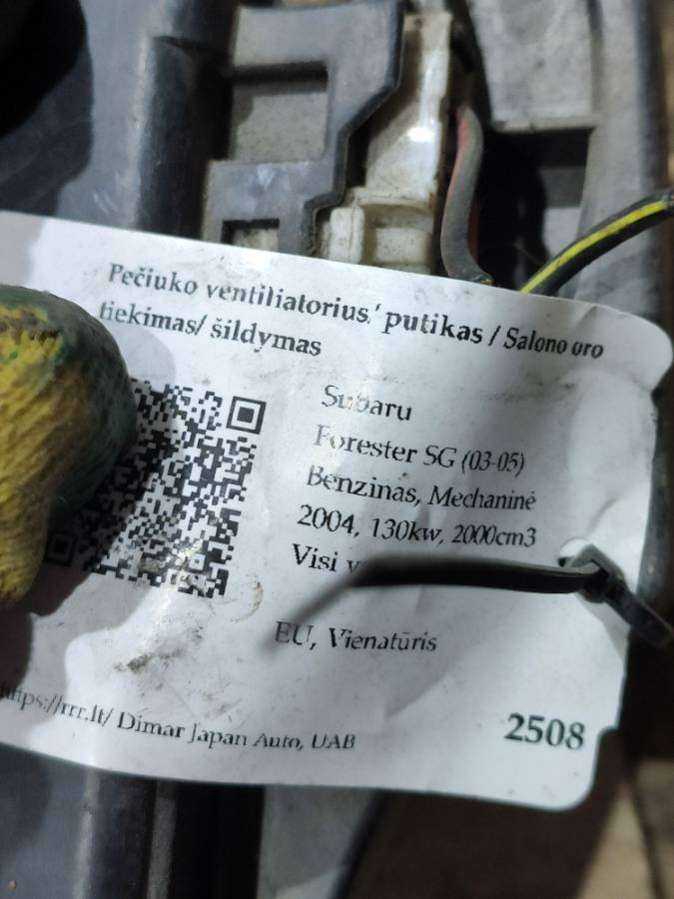 Pečiuko ventiliatorius/ putikas / Salono oro
tiekimas/ šildymas
Subaru
Forester SG (03-05)
Benzinas, Mechaninė
2004, 130kw, 2000cm3
Visi
EU, Vienatūris
https://rrr.lt/ Dimar Japan Auto, UAB
2508